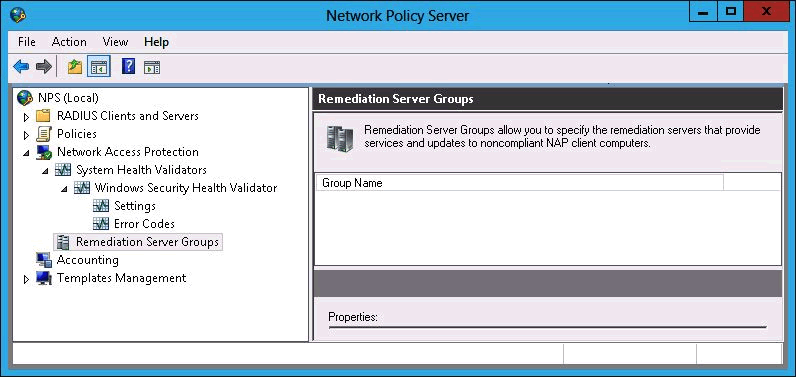 Network Policy Server
File Action View Help
NPS (Local)
RADIUS Clients and Servers
Policies
Network Access Protection
System Health Validators
Windows Security Health Validator
Settings
Error Codes
Remediation Server Groups
Accounting
Templates Management
Remediation Server Groups
Remediation Server Groups allow you to specify the remediation servers that provide
services and updates to noncompliant NAP client computers.
Group Name
Properties: